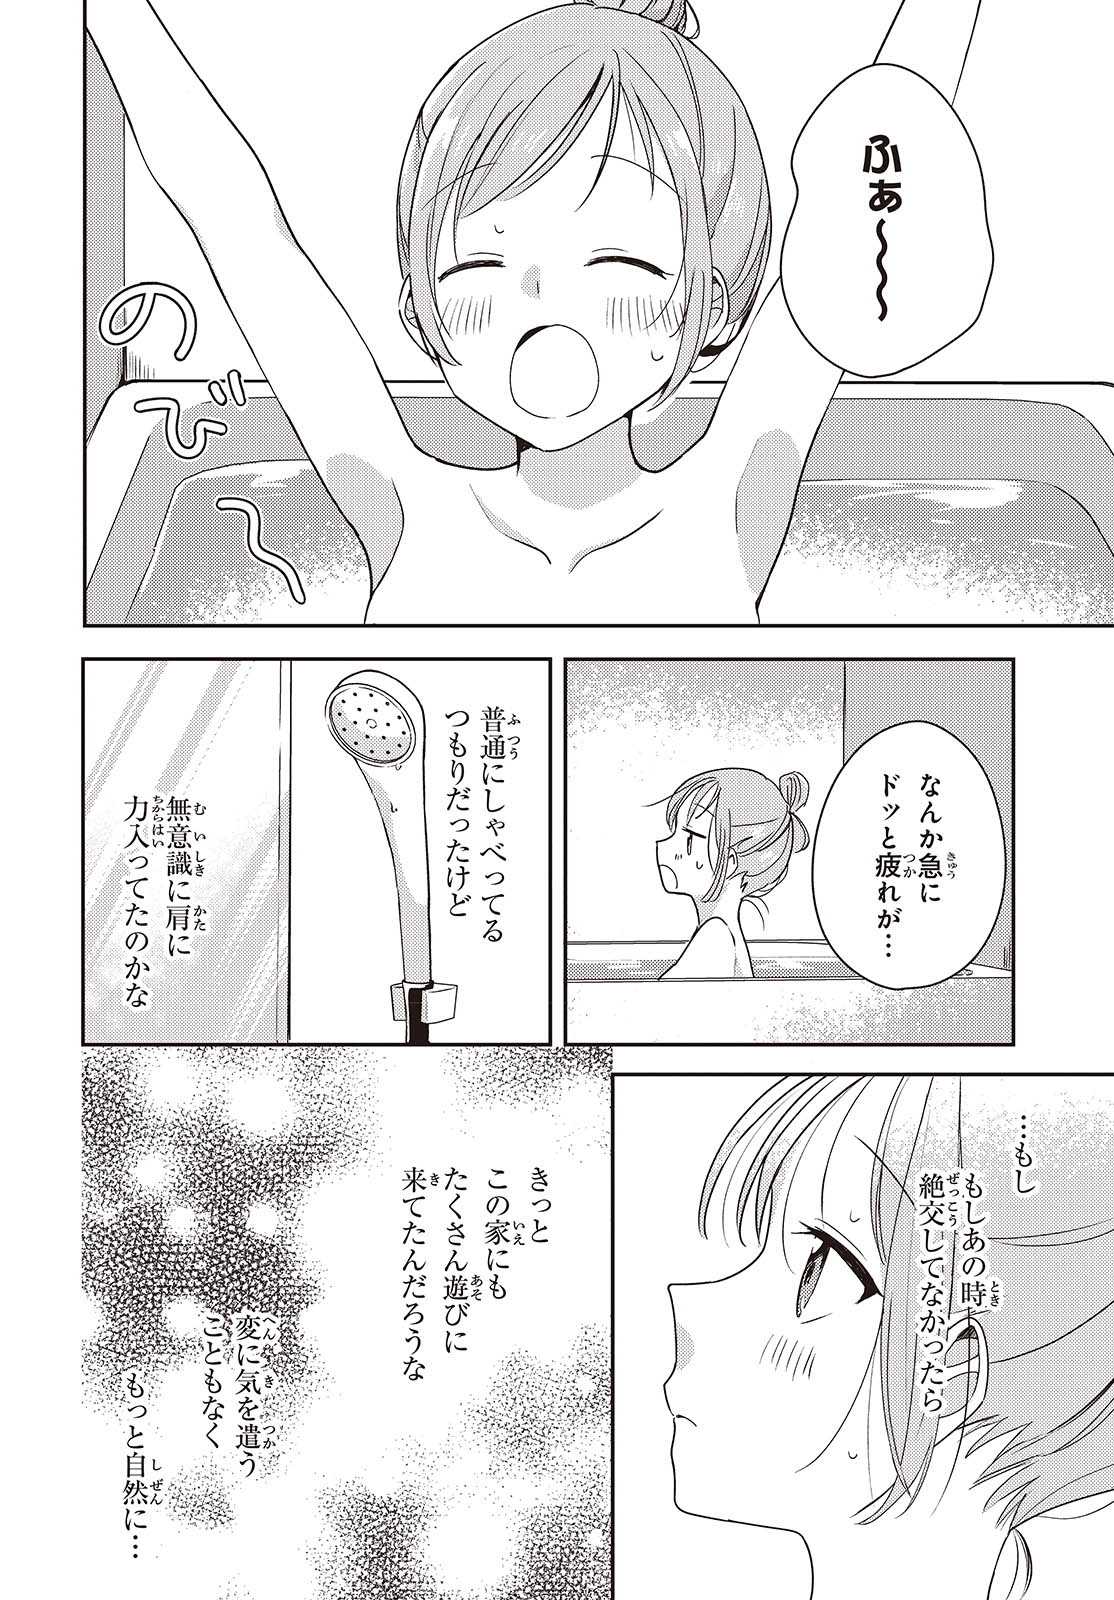 ふぁ〜〜
のび〜
なんか急に
ドッと疲れが…
普通にしゃべってる
つもりだったけど
無意識に肩に
力入ってたのかな
…もし
もしあの時
絶交してなかったら
きっと
この家にも
たくさん遊びに
来てたんだろうな
変に気を遣う
こともなく
もっと自然に…